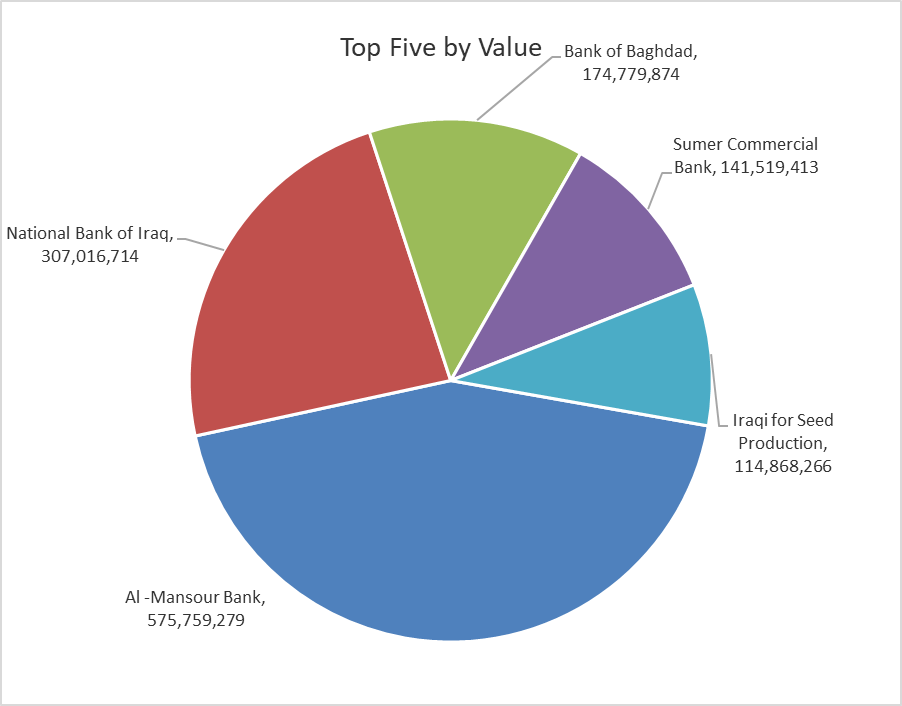 Top Five by Value
Bank of Baghdad,
174,779,874
Sumer Commercial
Bank, 141,519,413
National Bank of Iraq,
307,016,714
Iraqi for Seed
Production,
114,868,266
Al -Mansour Bank,
575,759,279